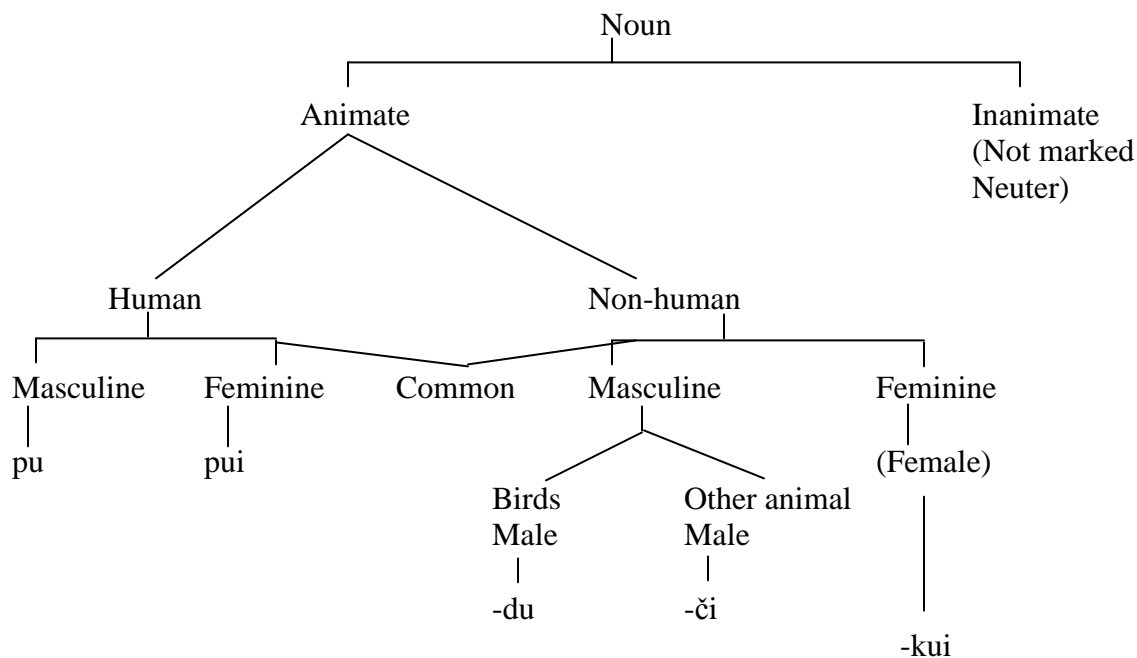 Noun
Animate
Inanimate
(Not marked
Neuter)
Human
Non-human
Masculine
Feminine
Common
Masculine
Feminine
pu
pui
(Female)
Birds
Male
Other animal
Male
-du
-či
-kui